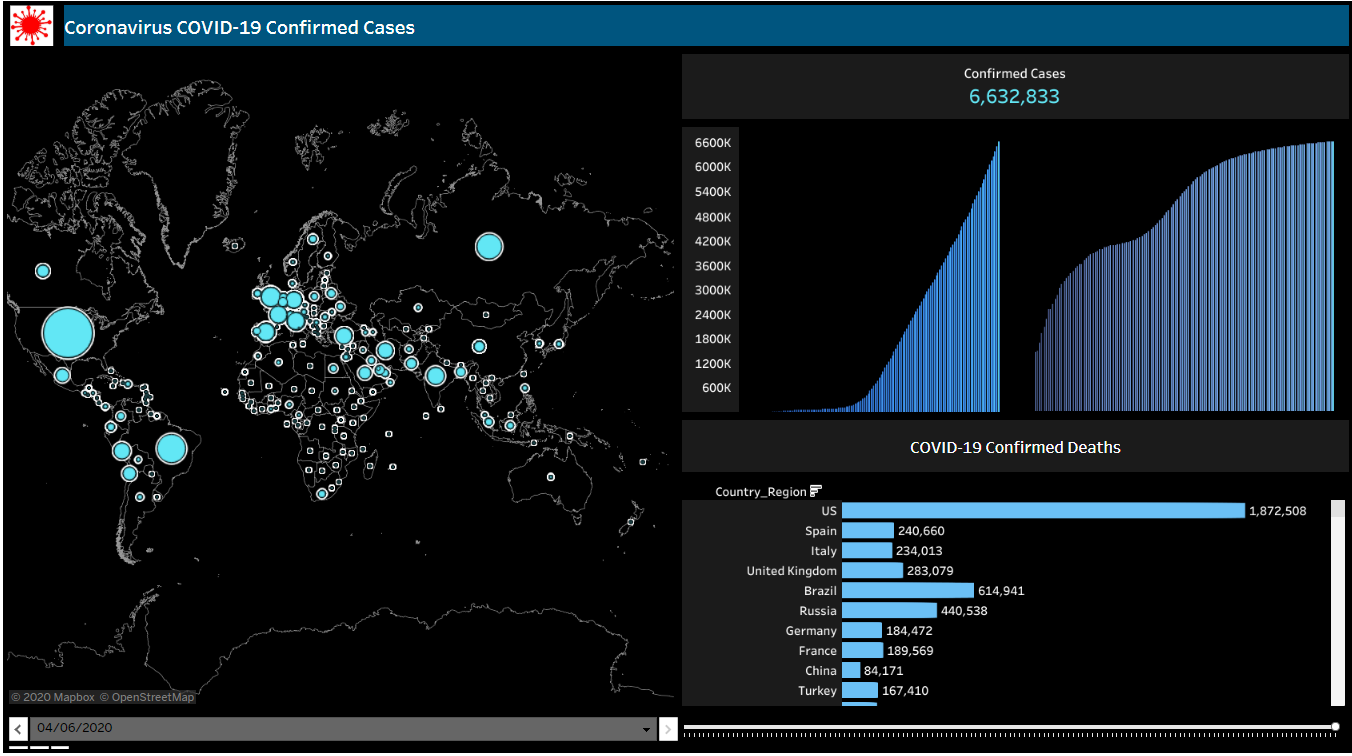 Coronavirus COVID-19 Confirmed Cases
Confirmed Cases
6,632,833
6600K
6000K
5400K
4800K
4200K
3600K
3000K
2400K
1800K
1200K
600K
COVID-19 Confirmed Deaths
Country_Region
US 1,872,508
Spain 240,660
Italy 234,013
United Kingdom 283,079
Brazil 614,941
Russia 440,538
Germany 184,472
France 189,569
China 84,171
Turkey 167,410
© 2020 Mapbox © OpenStreetMap
04/06/2020